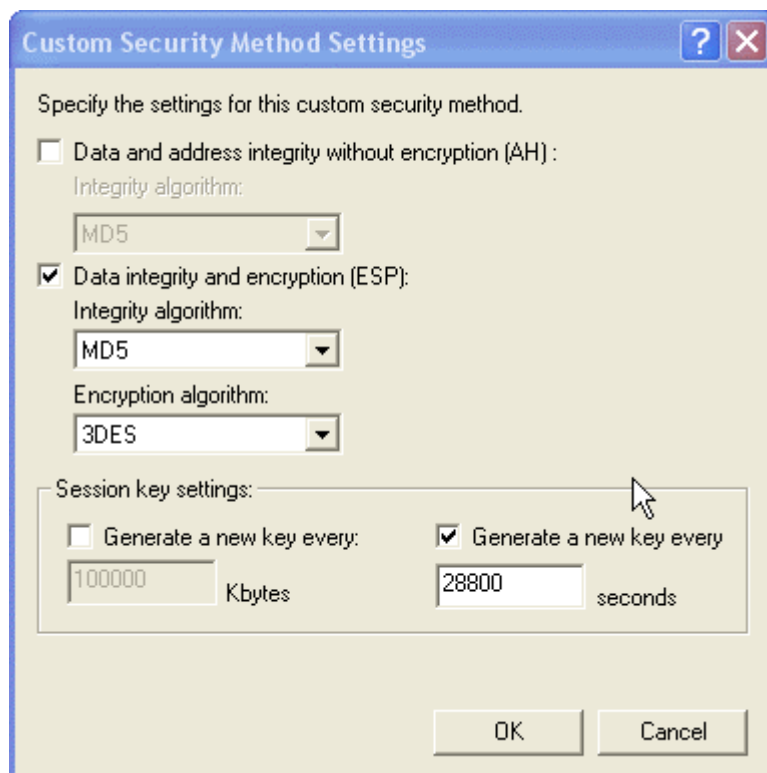 Custom Security Method Settings
Specify the settings for this custom security method.
Data and address integrity without encryption (AH) :
Integrity algorithm:
MD5
Data integrity and encryption (ESP):
Integrity algorithm:
MD5
Encryption algorithm:
3DES
Session key settings:
Generate a new key every: Generate a new key every
100000 Kbytes 28800 seconds
OK Cancel